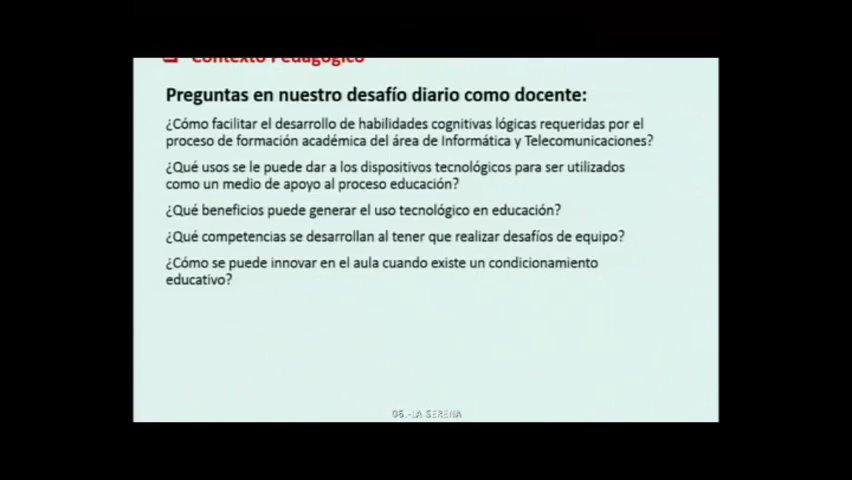 Contexto Pedagógico
Preguntas en nuestro desafío diario como docente:
¿Cómo facilitar el desarrollo de habilidades cognitivas lógicas requeridas por el
proceso de formación académica del área de Informática y Telecomunicaciones?
¿Qué usos se le puede dar a los dispositivos tecnológicos para ser utilizados
como un medio de apoyo al proceso educación?
¿Qué beneficios puede generar el uso tecnológico en educación?
¿Qué competencias se desarrollan al tener que realizar desafíos de equipo?
¿Cómo se puede innovar en el aula cuando existe un condicionamiento
educativo?
06.-LA SERENA